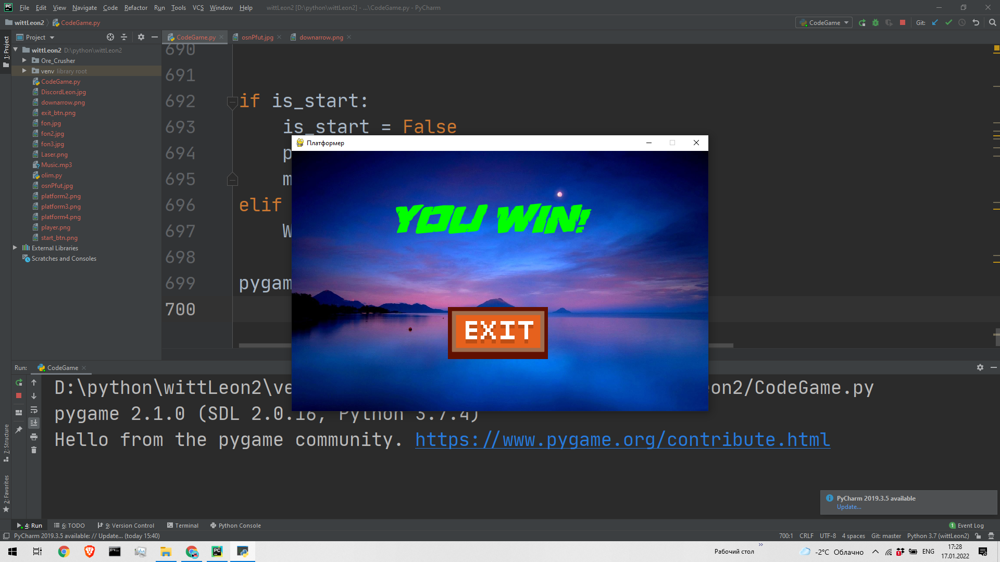 File Edit View Navigate Code Refactor Run Tools VCS Window Help wittLeon2 [D:\python\wittLeon2] - ...\CodeGame.py - PyCharm
wittLeon2 CodeGame.py CodeGame Git:
Project CodeGame.py osnPfut.jpg downarrow.png
1: Project
wittLeon2 D:\python\wittLeon2
Ore_Crusher
venv library root
CodeGame.py
DiscordLeon.jpg
downarrow.png
exit_btn.png
fon.jpg
fon2.jpg
fon3.jpg
Laser.png
Music.mp3
olim.py
osnPfut.jpg
platform2.png
platform3.png
platform4.png
player.png
start_btn.png
External Libraries
Scratches and Consoles
690
691
692 if is_start:
693 is_start = False
694 p
695 m
696 elif
697 W
698
699 pygam
700
Платформер
YOU WIN!
EXIT
Run: CodeGame
D:\python\wittLeon2\ve on2/CodeGame.py
pygame 2.1.0 (SDL 2.0.16, Python 3.7.4)
Hello from the pygame community. https://www.pygame.org/contribute.html
7: Structure
2: Favorites
PyCharm 2019.3.5 available
Update...
4: Run 6: TODO 9: Version Control Terminal Python Console 1 Event Log
PyCharm 2019.3.5 available: // Update... (today 15:40) 700:1 CRLF UTF-8 4 spaces Git: master Python 3.7 (wittLeon2)
Рабочий стол -2°C Облачно ENG 17:28
17.01.2022